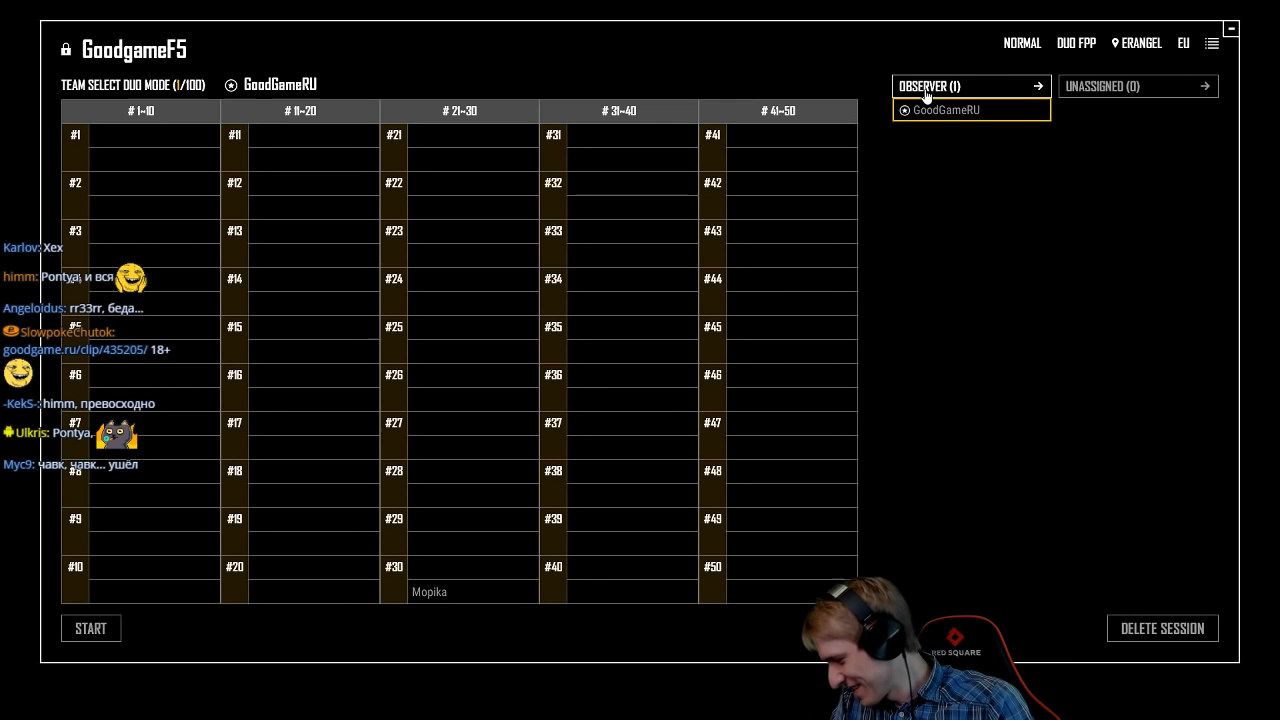 GoodgameF5
NORMAL DUO FPP ERANGEL EU
TEAM SELECT DUO MODE (1/100) GoodGameRU
OBSERVER (1)
UNASSIGNED (0)
GoodGameRU
# 1~10 # 11~20 # 21~30 # 31~40 # 41~50
#1 #11 #21 #31 #41
#2 #12 #22 #32 #42
#3 #13 #23 #33 #43
#14 #24 #34 #44
#5 #15 #25 #35 #45
#6 #16 #26 #36 #46
#7 #17 #27 #37 #47
#8 #18 #28 #38 #48
#9 #19 #29 #39 #49
#10 #20 #30 #40 #50
Mopika
Karlov: Хех
himm: Pontya, и вся
Angeloidus: rr33rr, беда...
SlowpokeChutok:
goodgame.ru/clip/435205/ 18+
-KekS-: himm, превосходно
Ulkris: Pontya,
Myc9: чавк, чавк... ушёл
START
DELETE SESSION
RED SQUARE